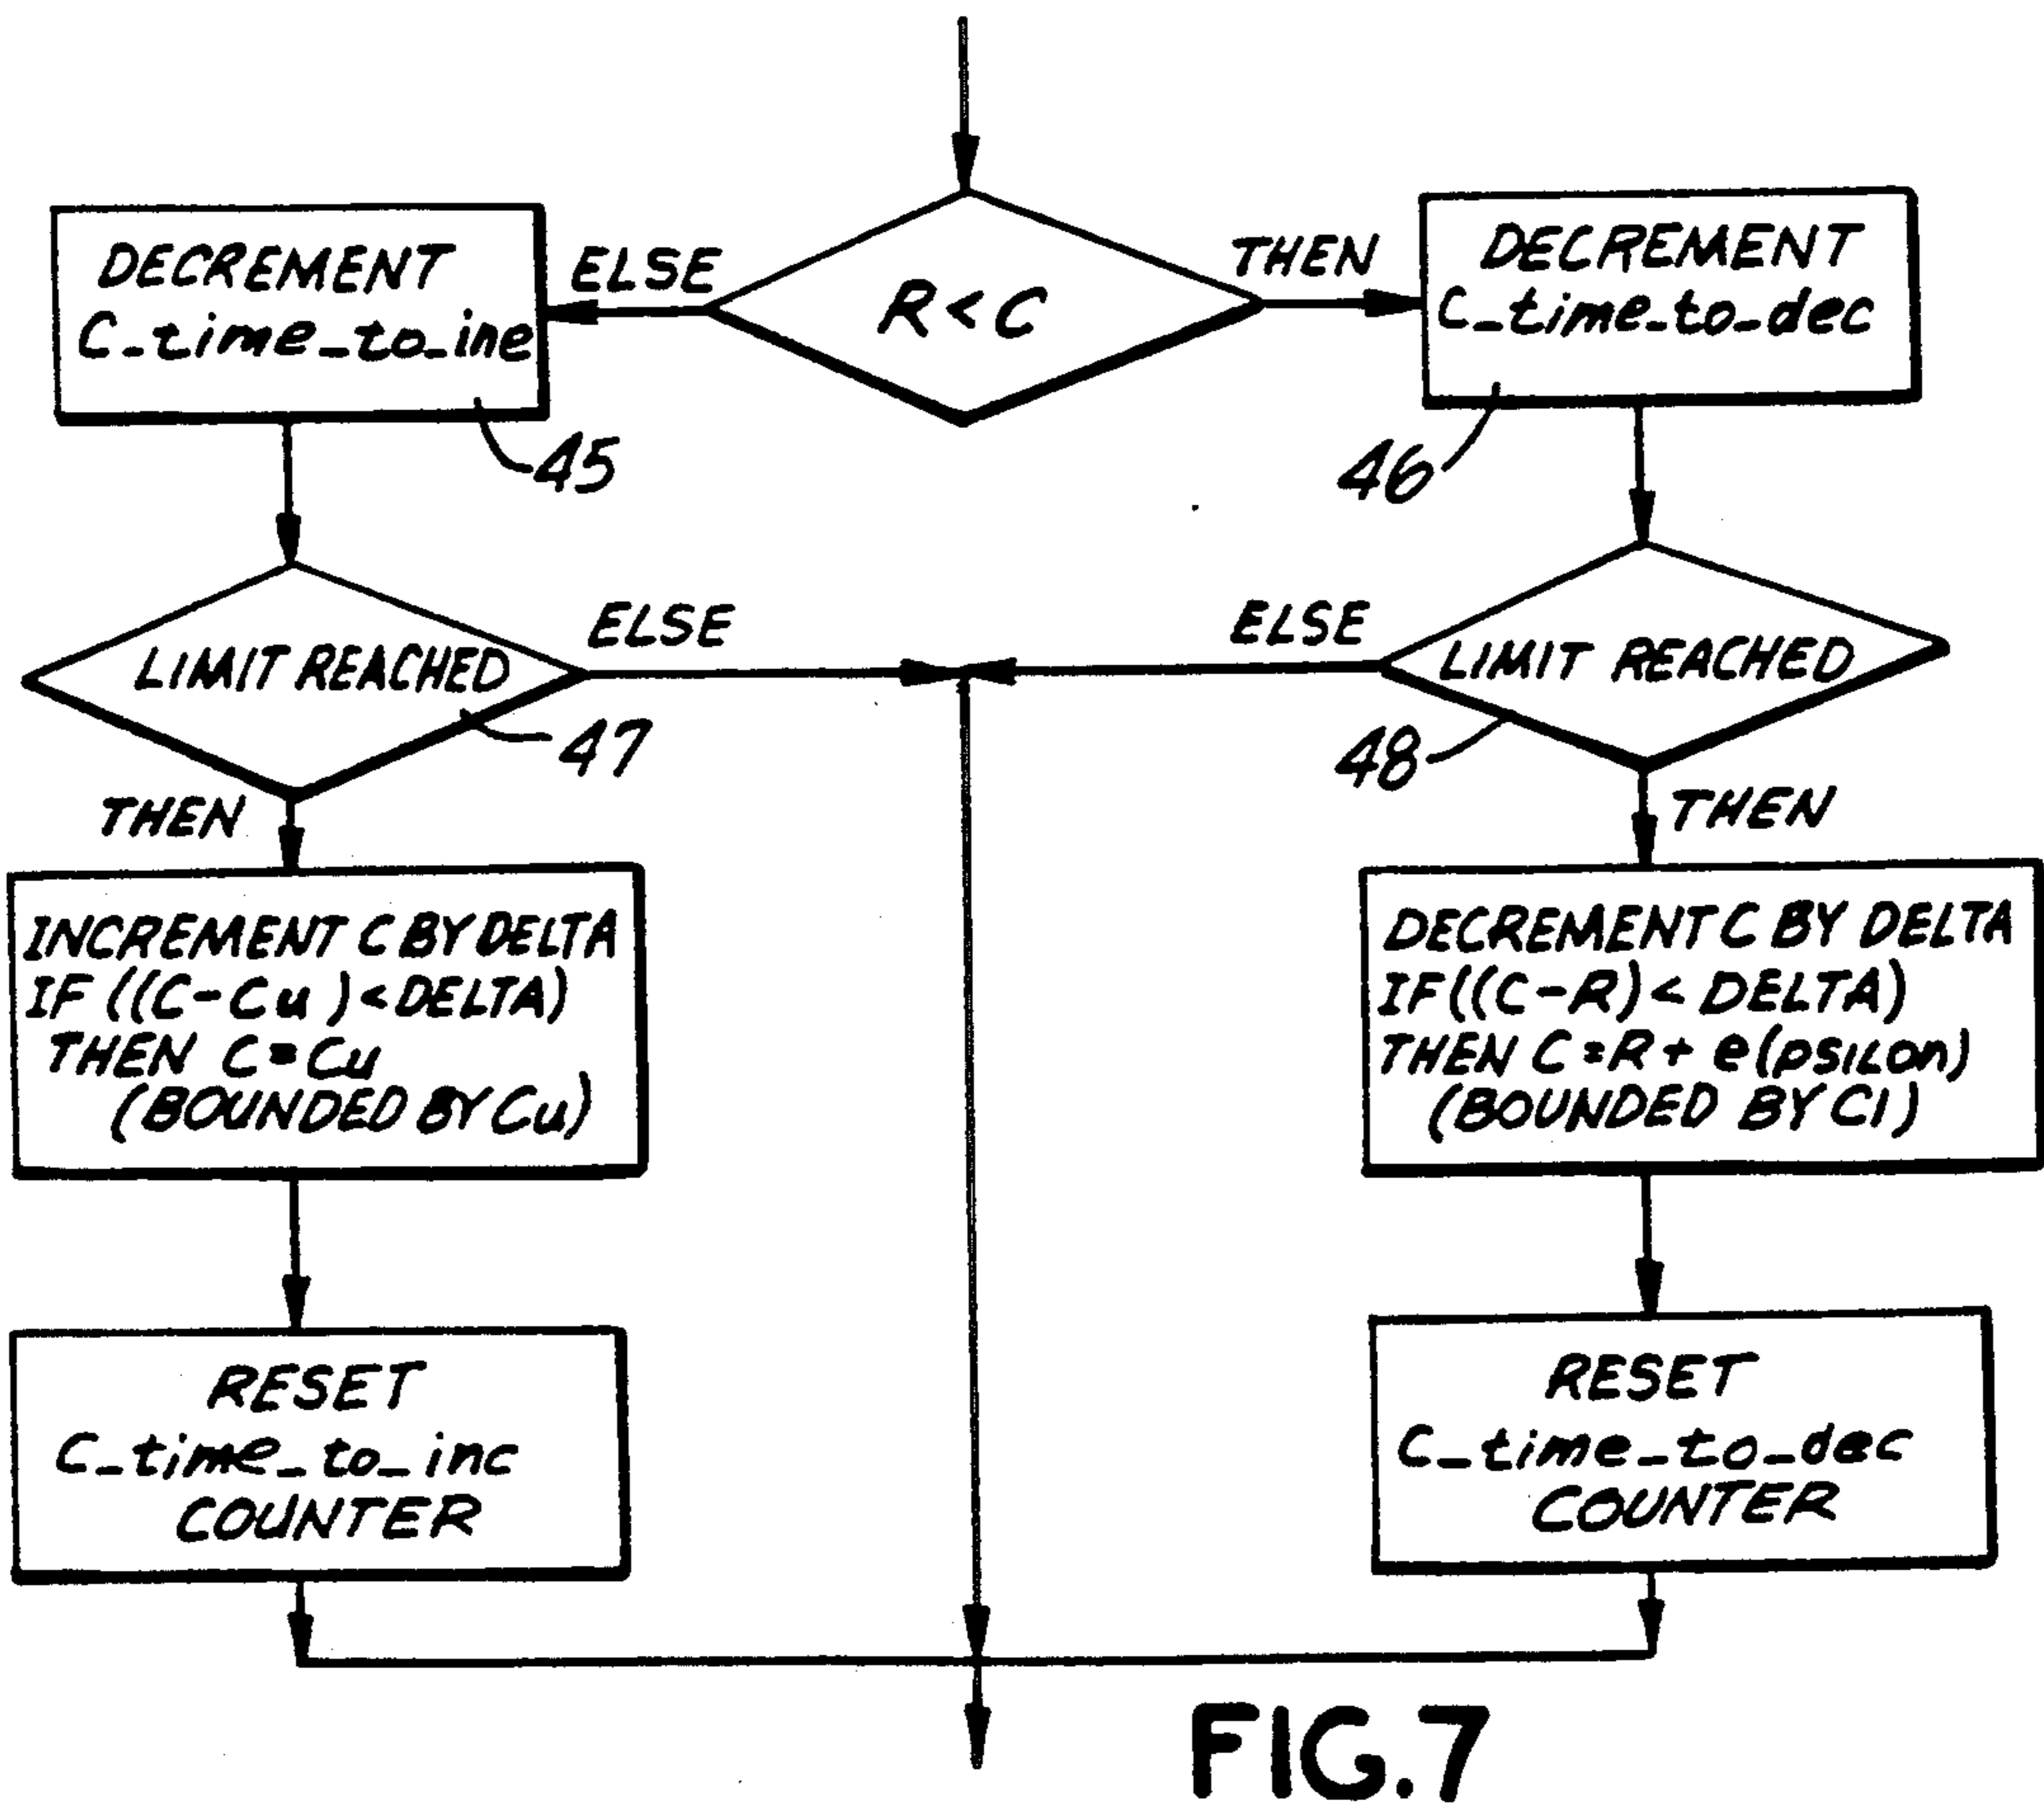 R < C
ELSE
THEN
DECREMENT
C_time_to_ine
45
DECREMENT
C_time_to_dec
46
LIMIT REACHED
47
ELSE
THEN
LIMIT REACHED
48
ELSE
THEN
INCREMENT C BY DELTA
IF ((C-Cu) < DELTA)
THEN C = Cu
(BOUNDED BY Cu)
DECREMENT C BY DELTA
IF ((C-R) < DELTA)
THEN C = R + e(psilon)
(BOUNDED BY Cl)
RESET
C_time_to_inc
COUNTER
RESET
C_time_to_dec
COUNTER
FIG. 7